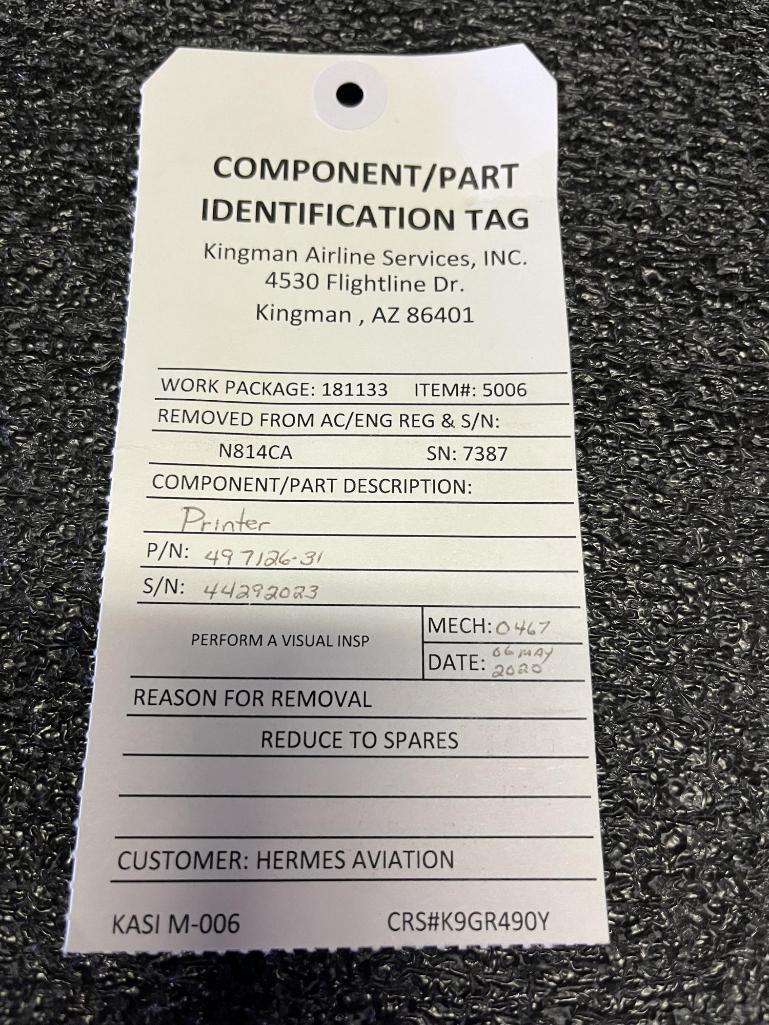 COMPONENT/PART
IDENTIFICATION TAG
Kingman Airline Services, INC.
4530 Flightline Dr.
Kingman , AZ 86401
WORK PACKAGE: 181133 ITEM#: 5006
REMOVED FROM AC/ENG REG & S/N:
N814CA SN: 7387
COMPONENT/PART DESCRIPTION:
Printer
P/N: 497126-31
S/N: 44292023
PERFORM A VISUAL INSP
MECH: 0467
DATE: 06 MAY
2020
REASON FOR REMOVAL
REDUCE TO SPARES
CUSTOMER: HERMES AVIATION
KASI M-006 CRS#K9GR490Y